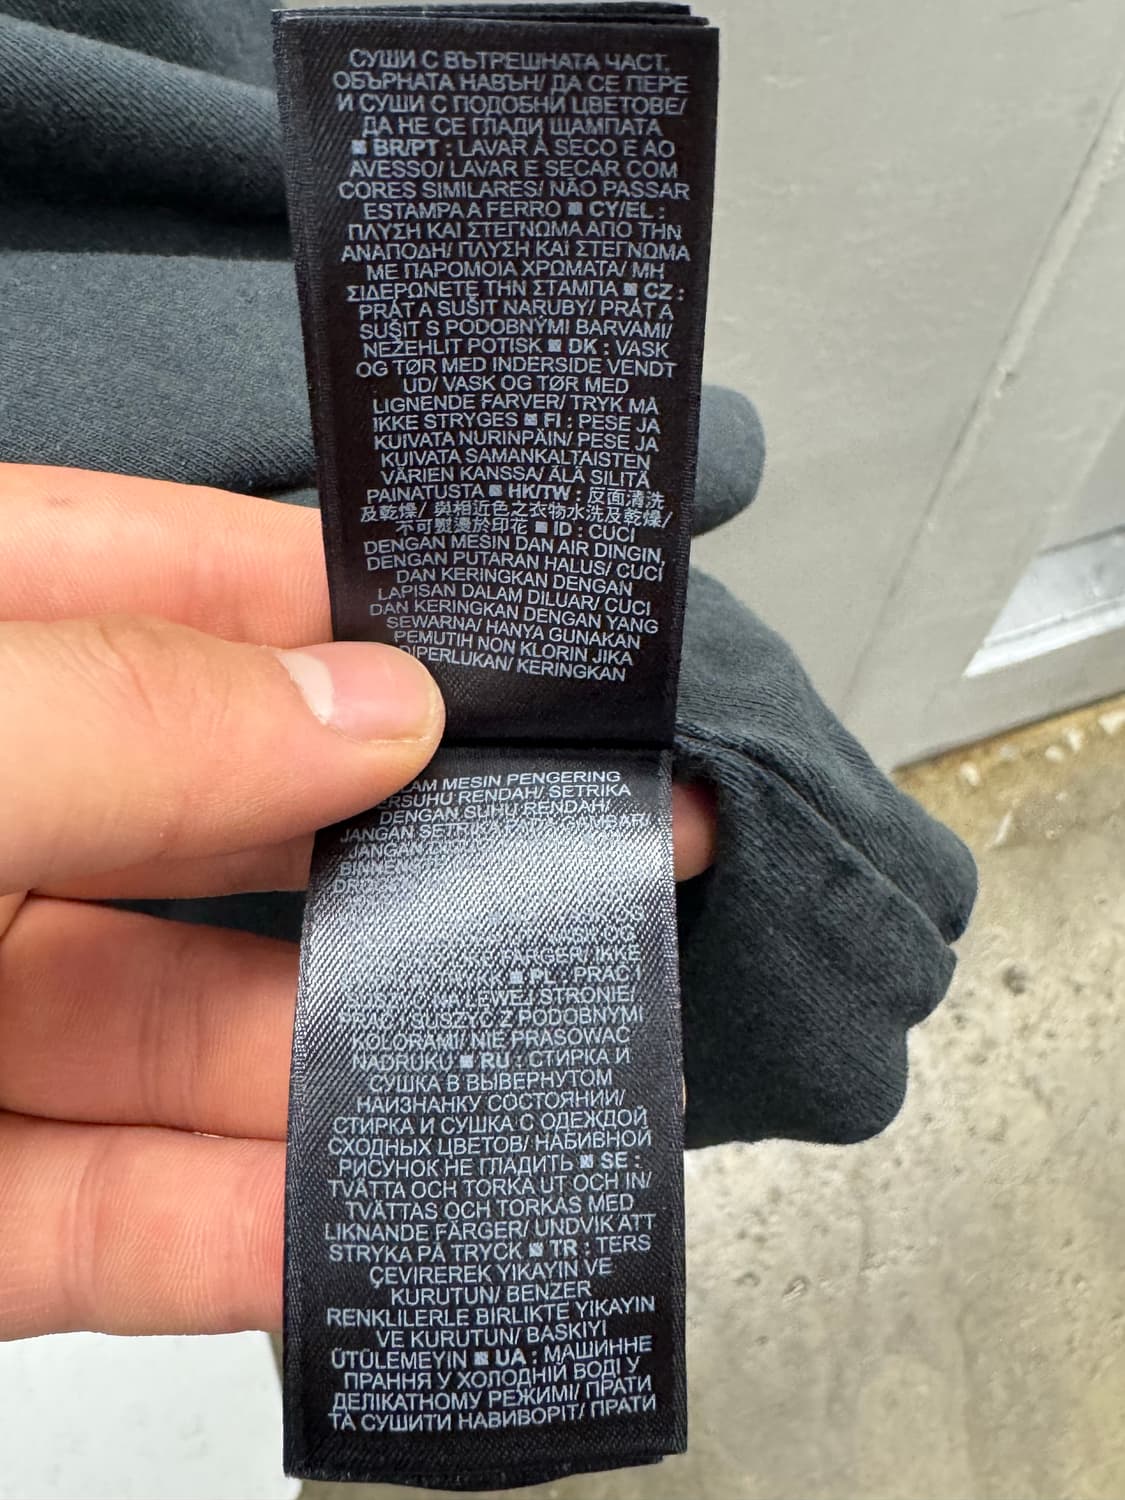 СУШИ С ВЪТРЕШНАТА ЧАСТ,
ОБЪРНАТА НАВЪН/ ДА СЕ ПЕРЕ
И СУШИ С ПОДОБНИ ЦВЕТОВЕ/
ДА НЕ СЕ ГЛАДИ ЩАМПАТА
BR/PT : LAVAR À SECO E AO
AVESSO/ LAVAR E SECAR COM
CORES SIMILARES/ NÃO PASSAR
ESTAMPA A FERRO CY/EL :
ΠΛΥΣΗ ΚΑΙ ΣΤΕΓΝΩΜΑ ΑΠΟ ΤΗΝ
ΑΝΑΠΟΔΗ/ ΠΛΥΣΗ ΚΑΙ ΣΤΕΓΝΩΜΑ
ΜΕ ΠΑΡΟΜΟΙΑ ΧΡΩΜΑΤΑ/ ΜΗ
ΣΙΔΕΡΩΝΕΤΕ ΤΗΝ ΣΤΑΜΠΑ CZ :
PRÁT A SUŠIT NARUBY/ PRÁT A
SUŠIT S PODOBNÝMI BARVAMI/
NEŽEHLIT POTISK DK : VASK
OG TØR MED INDERSIDE VENDT
UD/ VASK OG TØR MED
LIGNENDE FARVER/ TRYK MÅ
IKKE STRYGES FI : PESE JA
KUIVATA NURINPÄIN/ PESE JA
KUIVATA SAMANKALTAISTEN
VÄRIEN KANSSA/ ÄLÄ SILITÄ
PAINATUSTA HK/TW : 反面清洗
及乾燥/ 與相近色之衣物水洗及乾燥/
不可熨燙於印花 ID : CUCI
DENGAN MESIN DAN AIR DINGIN,
DENGAN PUTARAN HALUS/ CUCI
DAN KERINGKAN DENGAN
LAPISAN DALAM DILUAR/ CUCI
DAN KERINGKAN DENGAN YANG
SEWARNA/ HANYA GUNAKAN
PEMUTIH NON KLORIN JIKA
DIPERLUKAN/ KERINGKAN
MESIN PENGERING
RENDAH/ SETRIKA
DENGAN SUHU RENDAH/
JANGAN SETRIKA
JANGAN
IKKE
PL : PRAĆ I
SUSZYĆ NA LEWEJ STRONIE/
PRAĆ I SUSZYĆ Z PODOBNYMI
KOLORAMI/ NIE PRASOWAĆ
NADRUKU RU : СТИРКА И
СУШКА В ВЫВЕРНУТОМ
НАИЗНАНКУ СОСТОЯНИИ/
СТИРКА И СУШКА С ОДЕЖДОЙ
СХОДНЫХ ЦВЕТОВ/ НАБИВНОЙ
РИСУНОК НЕ ГЛАДИТЬ SE :
TVÄTTA OCH TORKA UT OCH IN/
TVÄTTAS OCH TORKAS MED
LIKNANDE FÄRGER/ UNDVIK ATT
STRYKA PÅ TRYCK TR : TERS
ÇEVİREREK YIKAYIN VE
KURUTUN/ BENZER
RENKLİLERLE BİRLİKTE YIKAYIN
VE KURUTUN/ BASKIYI
ÜTÜLEMEYİN UA : МАШИННЕ
ПРАННЯ У ХОЛОДНІЙ ВОДІ У
ДЕЛІКАТНОМУ РЕЖИМІ/ ПРАТИ
ТА СУШИТИ НАВИВОРІТ/ ПРАТИ